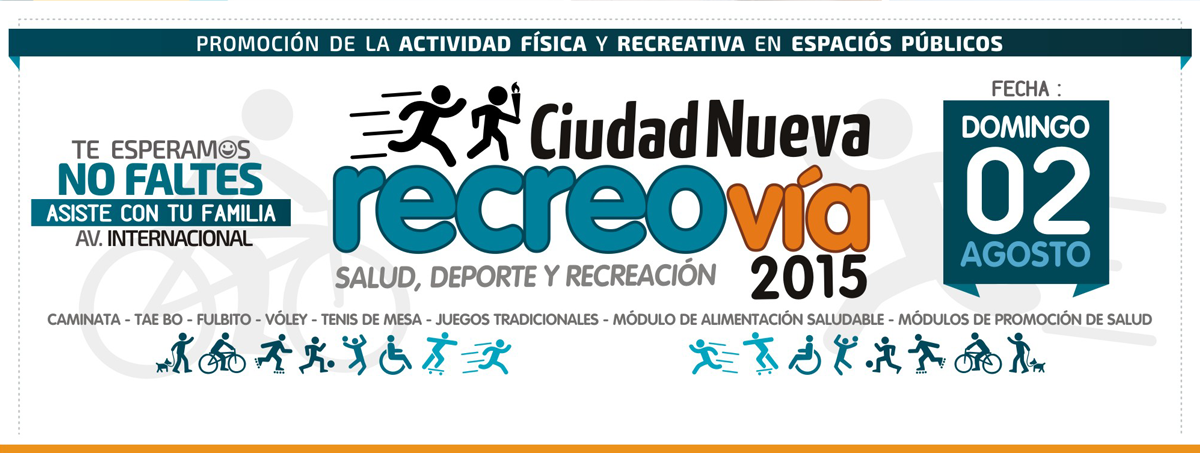 PROMOCIÓN DE LA ACTIVIDAD FÍSICA Y RECREATIVA EN ESPACIÓS PÚBLICOS
TE ESPERAMOS
NO FALTES
ASISTE CON TU FAMILIA
AV. INTERNACIONAL
Ciudad Nueva
recreovía
SALUD, DEPORTE Y RECREACIÓN
2015
FECHA :
DOMINGO
02
AGOSTO
CAMINATA - TAE BO - FULBITO - VÓLEY - TENIS DE MESA - JUEGOS TRADICIONALES - MÓDULO DE ALIMENTACIÓN SALUDABLE - MÓDULOS DE PROMOCIÓN DE SALUD